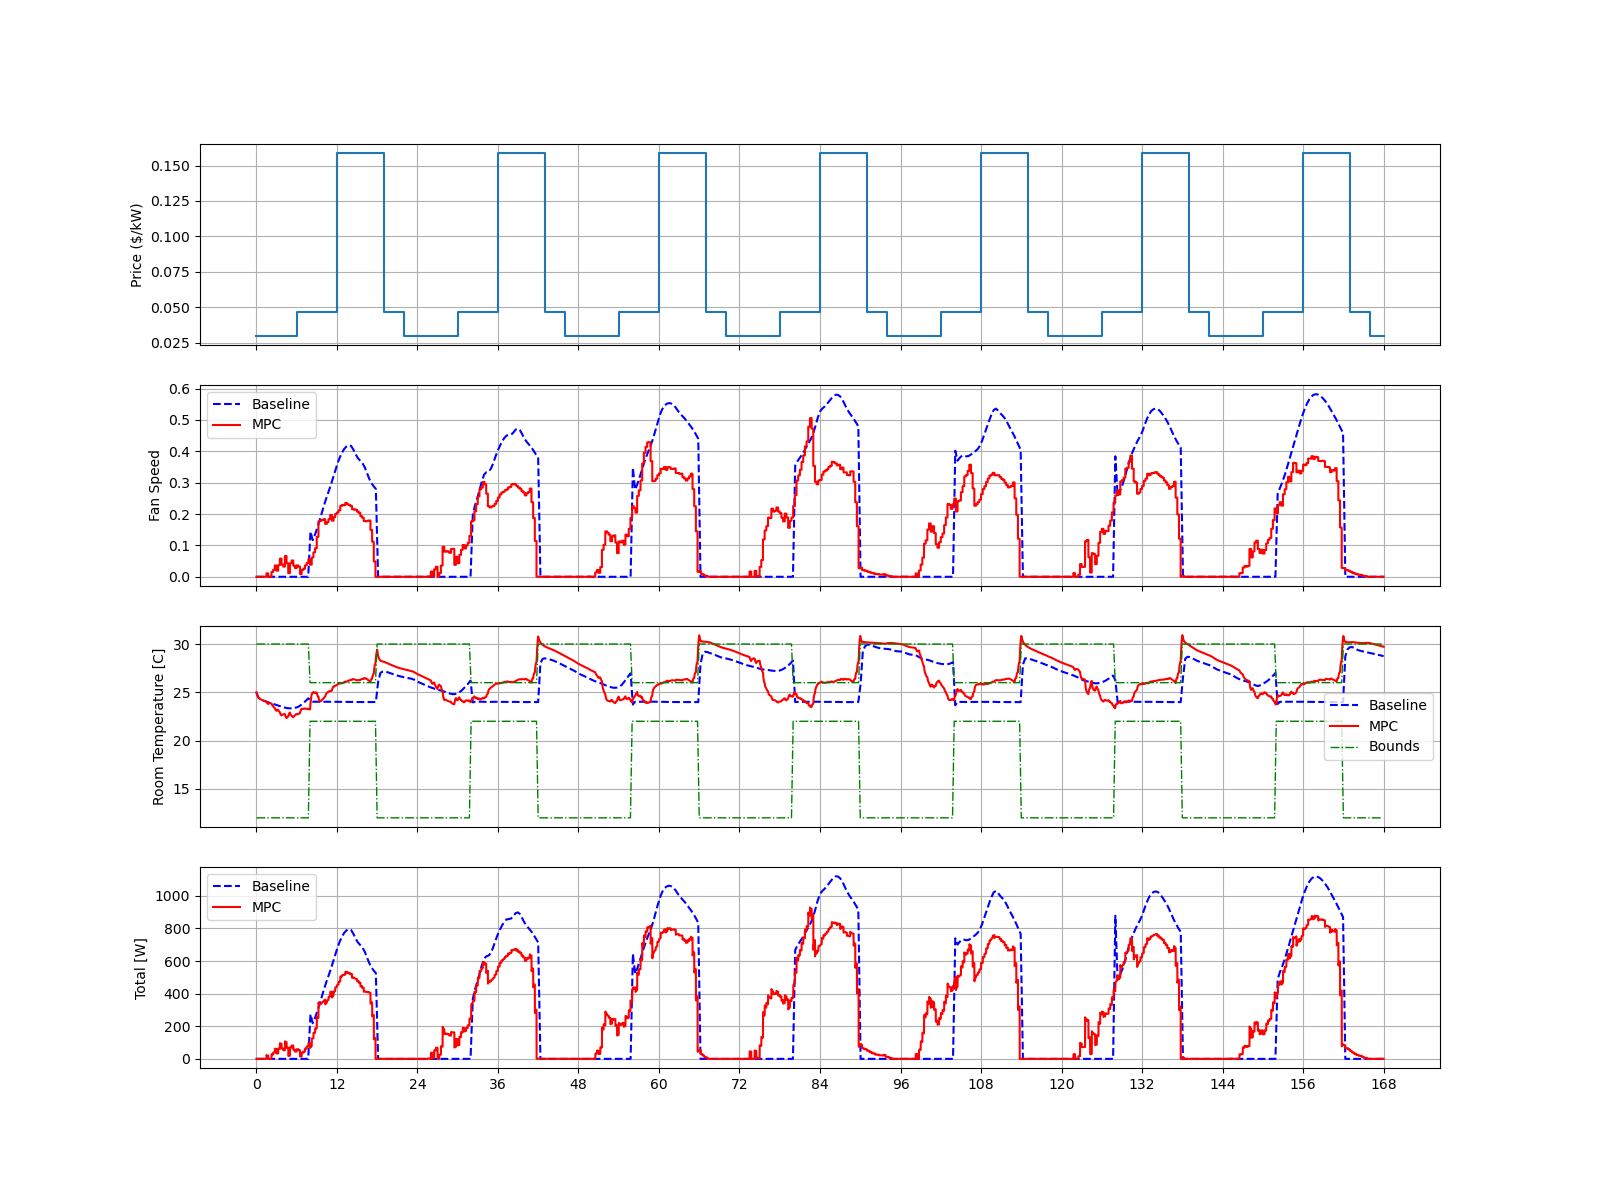 Price ($/kW)
0.150
0.125
0.100
0.075
0.050
0.025
Fan Speed
0.6
0.5
0.4
0.3
0.2
0.1
0.0
Baseline
MPC
Room Temperature [C]
30
25
20
15
Baseline
MPC
Bounds
Total [W]
1000
800
600
400
200
0
Baseline
MPC
0 12 24 36 48 60 72 84 96 108 120 132 144 156 168